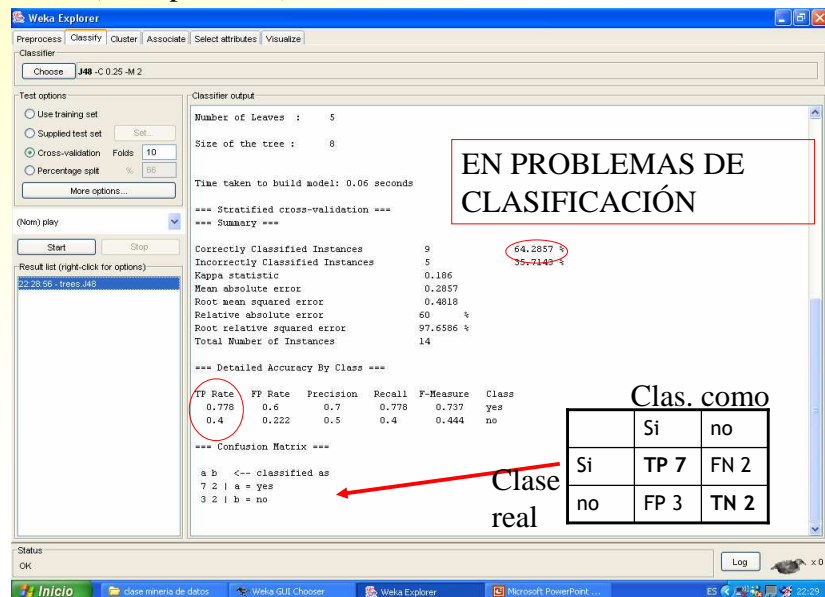 Weka Explorer
Preprocess Classify Cluster Associate Select attributes Visualize
Classifier
Choose J48 -C 0.25 -M 2
Test options
Use training set
Supplied test set Set...
Cross-validation Folds 10
Percentage split % 66
More options...
(Nom) play
Start Stop
Result list (right-click for options)
22:28:56 - trees.J48
Classifier output
Number of Leaves : 5
Size of the tree : 8
Time taken to build model: 0.06 seconds
=== Stratified cross-validation ===
=== Summary ===
Correctly Classified Instances 9 64.2857 %
Incorrectly Classified Instances 5 35.7143 %
Kappa statistic 0.186
Mean absolute error 0.2857
Root mean squared error 0.4818
Relative absolute error 60 %
Root relative squared error 97.6586 %
Total Number of Instances 14
=== Detailed Accuracy By Class ===
TP Rate FP Rate Precision Recall F-Measure Class
0.778 0.6 0.7 0.778 0.737 yes
0.4 0.222 0.5 0.4 0.444 no
=== Confusion Matrix ===
a b <-- classified as
7 2 | a = yes
3 2 | b = no
EN PROBLEMAS DE
CLASIFICACIÓN
Clas. como
Si no
Si TP 7 FN 2
no FP 3 TN 2
Clase
real
Status
OK
Log x 0
Inicio clase mineria de datos Weka GUI Chooser Weka Explorer Microsoft PowerPoint ... ES 22:29